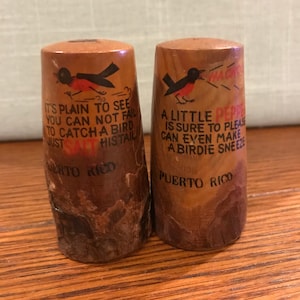 IT'S PLAIN TO SEE
YOU CAN NOT FAIL
TO CATCH A BIRD
JUST SALT HIS TAIL
PUERTO RICO
A LITTLE PEPPER
IS SURE TO PLEASE
CAN EVEN MAKE
A BIRDIE SNEEZE
PUERTO RICO